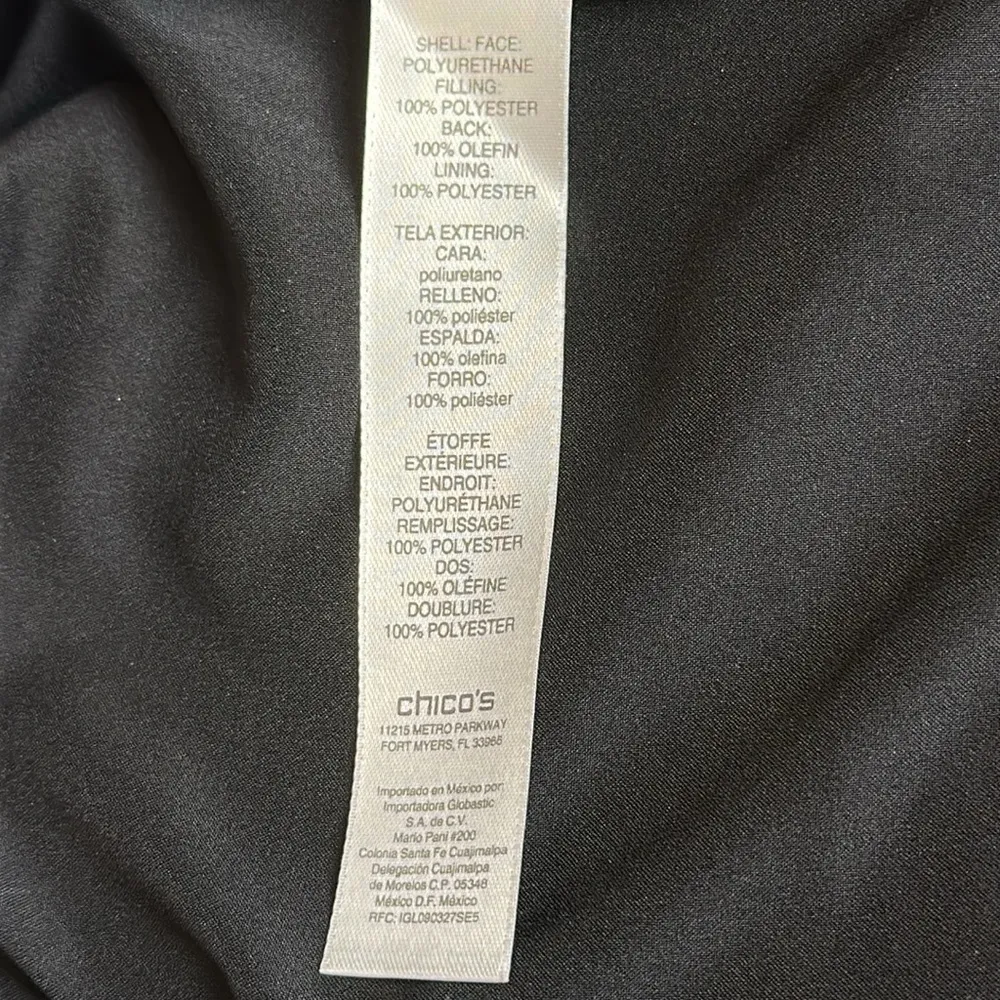 SHELL: FACE:
POLYURETHANE
FILLING:
100% POLYESTER
BACK:
100% OLEFIN
LINING:
100% POLYESTER
TELA EXTERIOR:
CARA:
poliuretano
RELLENO:
100% poliéster
ESPALDA:
100% olefina
FORRO:
100% poliéster
ÉTOFFE
EXTÉRIEURE:
ENDROIT:
POLYURÉTHANE
REMPLISSAGE:
100% POLYESTER
DOS:
100% OLÉFINE
DOUBLURE:
100% POLYESTER
chico's
11215 METRO PARKWAY
FORT MYERS, FL 33966
Importado en México por:
Importadora Globastic
S.A. de C.V.
Mario Pani #200
Colonia Santa Fe Cuajimalpa
Delegación Cuajimalpa
de Morelos C.P. 05348
México D.F. México
RFC: IGL080327SE5